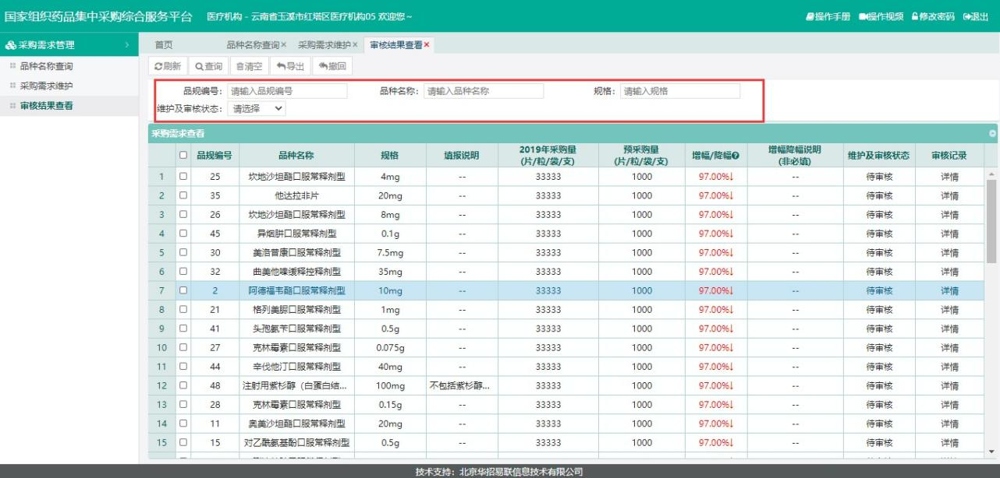 国家组织药品集中采购综合服务平台 医疗机构 - 云南省玉溪市红塔区医疗机构05 欢迎您~ 操作手册 操作视频 修改密码 退出
采购需求管理 首页 品种名称查询× 采购需求维护× 审核结果查看×
品种名称查询
采购需求维护
审核结果查看
刷新 查询 清空 导出 撤回
品规编号: 请输入品规编号 品种名称: 请输入品种名称 规格: 请输入规格
维护及审核状态: 请选择
采购需求查看
品规编号 品种名称 规格 填报说明 2019年采购量 (片/粒/袋/支) 预采购量 (片/粒/袋/支) 增幅/降幅 增幅降幅说明 (非必填) 维护及审核状态 审核记录
1 25 坎地沙坦酯口服常释剂型 4mg -- 33333 1000 97.00%↓ -- 待审核 详情
2 35 他达拉非片 20mg -- 33333 1000 97.00%↓ -- 待审核 详情
3 26 坎地沙坦酯口服常释剂型 8mg -- 33333 1000 97.00%↓ -- 待审核 详情
4 45 异烟肼口服常释剂型 0.1g -- 33333 1000 97.00%↓ -- 待审核 详情
5 30 美洛昔康口服常释剂型 7.5mg -- 33333 1000 97.00%↓ -- 待审核 详情
6 32 曲美他嗪缓释控释剂型 35mg -- 33333 1000 97.00%↓ -- 待审核 详情
7 2 阿德福韦酯口服常释剂型 10mg -- 33333 1000 97.00%↓ -- 待审核 详情
8 21 格列美脲口服常释剂型 1mg -- 33333 1000 97.00%↓ -- 待审核 详情
9 41 头孢氨苄口服常释剂型 0.5g -- 33333 1000 97.00%↓ -- 待审核 详情
10 27 克林霉素口服常释剂型 0.075g -- 33333 1000 97.00%↓ -- 待审核 详情
11 44 辛伐他汀口服常释剂型 40mg -- 33333 1000 97.00%↓ -- 待审核 详情
12 48 注射用紫杉醇（白蛋白结... 100mg 不包括紫杉醇... 33333 1000 97.00%↓ -- 待审核 详情
13 28 克林霉素口服常释剂型 0.15g -- 33333 1000 97.00%↓ -- 待审核 详情
14 11 奥美沙坦酯口服常释剂型 20mg -- 33333 1000 97.00%↓ -- 待审核 详情
15 15 对乙酰氨基酚口服常释剂型 0.5g -- 33333 1000 97.00%↓ -- 待审核 详情
技术支持：北京华招易联信息技术有限公司